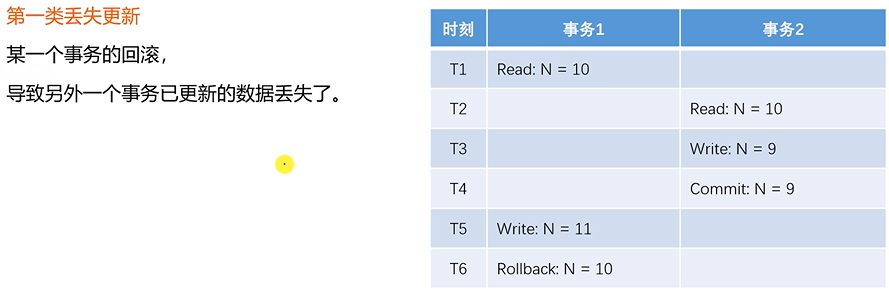 第一类丢失更新
某一个事务的回滚，
导致另外一个事务已更新的数据丢失了。
时刻 事务1 事务2
T1 Read: N = 10
T2 Read: N = 10
T3 Write: N = 9
T4 Commit: N = 9
T5 Write: N = 11
T6 Rollback: N = 10